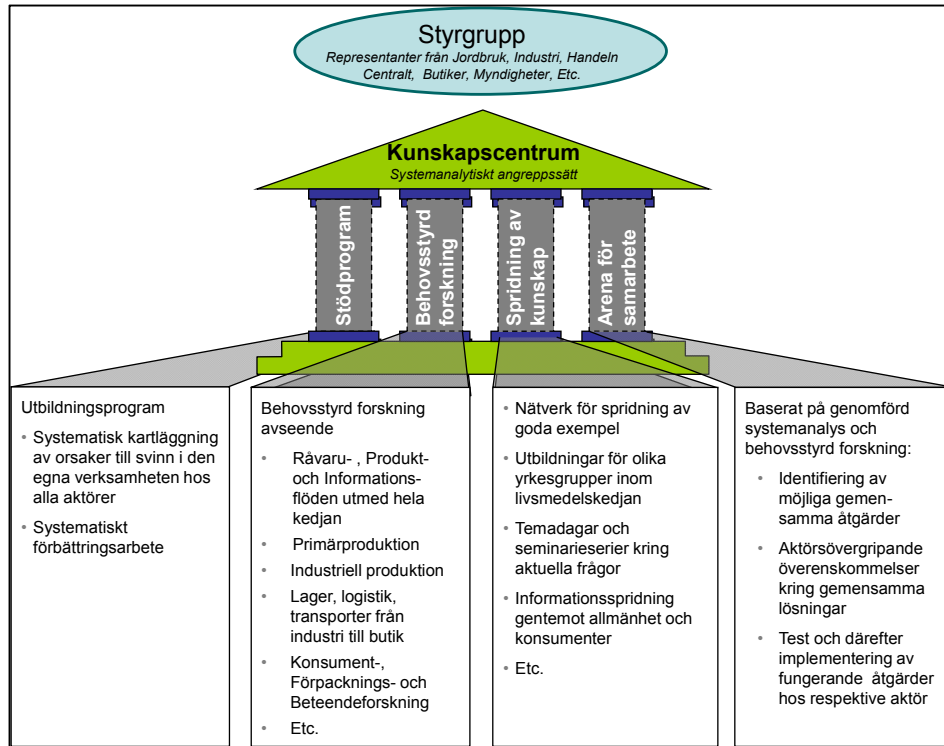 Styrgrupp
Representanter från Jordbruk, Industri, Handeln
Centralt, Butiker, Myndigheter, Etc.
Kunskapscentrum
Systemanalytiskt angreppssätt
Stödprogram
Behovsstyrd
forskning
Spridning av
kunskap
Arena för
samarbete
Utbildningsprogram
• Systematisk kartläggning
av orsaker till svinn i den
egna verksamheten hos
alla aktörer
• Systematiskt
förbättringsarbete
Behovsstyrd forskning
avseende
• Råvaru- , Produkt-
och Informations-
flöden utmed hela
kedjan
• Primärproduktion
• Industriell produktion
• Lager, logistik,
transporter från
industri till butik
• Konsument-,
Förpacknings- och
Beteendeforskning
• Etc.
• Nätverk för spridning av
goda exempel
• Utbildningar för olika
yrkesgrupper inom
livsmedelskedjan
• Temadagar och
seminarieserier kring
aktuella frågor
• Informationsspridning
gentemot allmänhet och
konsumenter
• Etc.
Baserat på genomförd
systemanalys och
behovsstyrd forskning:
• Identifiering av
möjliga gemen-
samma åtgärder
• Aktörsövergripande
överenskommelser
kring gemensamma
lösningar
• Test och därefter
implementering av
fungerande åtgärder
hos respektive aktör